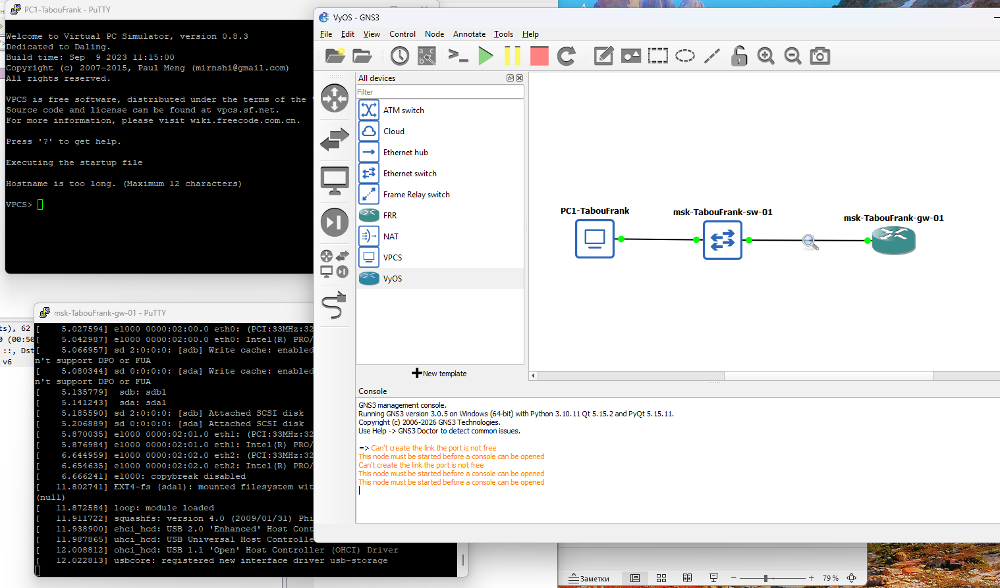 PC1-TabouFrank - PuTTY
Welcome to Virtual PC Simulator, version 0.8.3
Dedicated to Daling.
Build time: Sep  9 2023 11:15:00
Copyright (c) 2007-2015, Paul Meng (mirnshi@gmail.com)
All rights reserved.
VPCS is free software, distributed under the terms of the
Source code and license can be found at vpcs.sf.net.
For more information, please visit wiki.freecode.com.cn.
Press '?' to get help.
Executing the startup file
Hostname is too long. (Maximum 12 characters)
VPCS>
VyOS - GNS3
File Edit View Control Node Annotate Tools Help
All devices
Filter
ATM switch
Cloud
Ethernet hub
Ethernet switch
Frame Relay switch
FRR
NAT
VPCS
VyOS
New template
PC1-TabouFrank
msk-TabouFrank-sw-01
msk-TabouFrank-gw-01
Console
GNS3 management console.
Running GNS3 version 3.0.5 on Windows (64-bit) with Python 3.10.11 Qt 5.15.2 and PyQt 5.15.11.
Copyright (c) 2006-2026 GNS3 Technologies.
Use Help -> GNS3 Doctor to detect common issues.
=> Can't create the link the port is not free
This node must be started before a console can be opened
Can't create the link the port is not free
This node must be started before a console can be opened
This node must be started before a console can be opened
msk-TabouFrank-gw-01 - PuTTY
[    5.027594] e1000 0000:02:00.0 eth0: (PCI:33MHz:32
[    5.042987] e1000 0000:02:00.0 eth0: Intel(R) PRO/
[    5.066957] sd 2:0:0:0: [sdb] Write cache: enabled
n't support DPO or FUA
[    5.080344] sd 0:0:0:0: [sda] Write cache: enabled
n't support DPO or FUA
[    5.135779]  sdb: sdb1
[    5.141243]  sda: sda1
[    5.185590] sd 2:0:0:0: [sdb] Attached SCSI disk
[    5.206889] sd 0:0:0:0: [sda] Attached SCSI disk
[    5.870035] e1000 0000:02:01.0 eth1: (PCI:33MHz:32
[    5.876984] e1000 0000:02:01.0 eth1: Intel(R) PRO/
[    6.644959] e1000 0000:02:02.0 eth2: (PCI:33MHz:32
[    6.654635] e1000 0000:02:02.0 eth2: Intel(R) PRO/
[    6.666241] e1000: copybreak disabled
[   11.802741] EXT4-fs (sda1): mounted filesystem wit
(null)
[   11.872584] loop: module loaded
[   11.911722] squashfs: version 4.0 (2009/01/31) Phi
[   11.938900] ehci_hcd: USB 2.0 'Enhanced' Host Cont
[   11.987865] uhci_hcd: USB Universal Host Controlle
[   12.008812] ohci_hcd: USB 1.1 'Open' Host Controller (OHCI) Driver
[   12.022813] usbcore: registered new interface driver usb-storage
ts), 62
0 (00:50
::, Dst
v6
Заметки
79 %